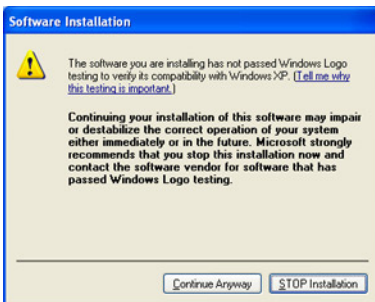 Software Installation
The software you are installing has not passed Windows Logo
testing to verify its compatibility with Windows XP. (Tell me why
this testing is important.)
Continuing your installation of this software may impair
or destabilize the correct operation of your system
either immediately or in the future. Microsoft strongly
recommends that you stop this installation now and
contact the software vendor for software that has
passed Windows Logo testing.
Continue Anyway
STOP Installation